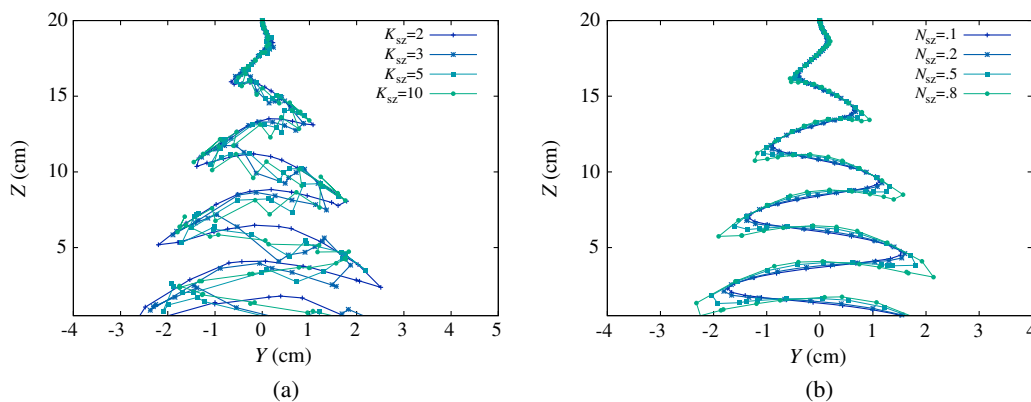 20
15
10
5
Z (cm)
-4 -3 -2 -1 0 1 2 3 4 5
Y (cm)
K_sz=2
K_sz=3
K_sz=5
K_sz=10
(a)
20
15
10
5
Z (cm)
-4 -3 -2 -1 0 1 2 3 4
Y (cm)
N_sz=.1
N_sz=.2
N_sz=.5
N_sz=.8
(b)